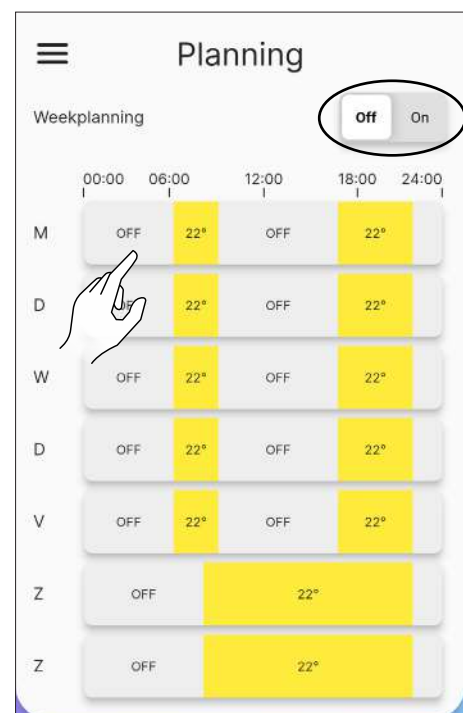 Planning
Weekplanning Off On
00:00 06:00 12:00 18:00 24:00
M OFF 22° OFF 22°
D OFF 22° OFF 22°
W OFF 22° OFF 22°
D OFF 22° OFF 22°
V OFF 22° OFF 22°
Z OFF 22°
Z OFF 22°